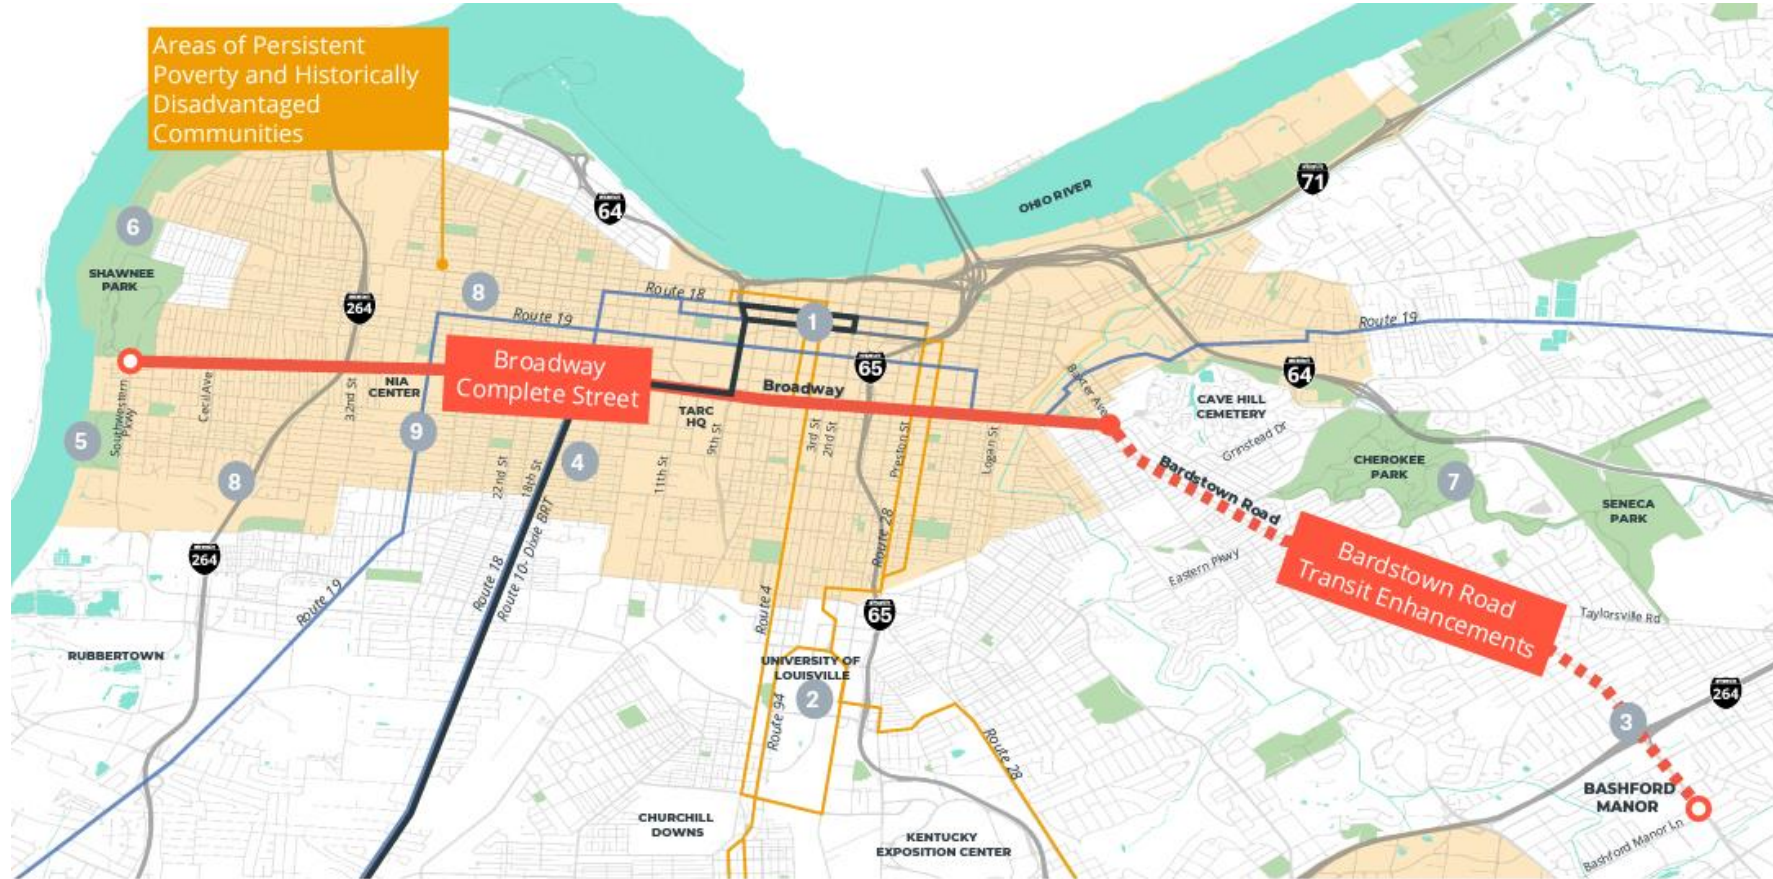 Areas of Persistent
Poverty and Historically
Disadvantaged
Communities
71
64
OHIO RIVER
6
SHAWNEE
PARK
264
8
Route 18
Route 19
1
Route 19
65
64
Broadway
Complete Street
Broadway
NIA
CENTER
TARC
HQ
Baxter Ave
CAVE HILL
CEMETERY
Grinstead Dr
Southwestern
Pkwy
Cecil Ave
32nd St
9
5
8
22nd St
18th St
4
11th St
9th St
3rd St
2nd St
Preston St
Logan St
Bardstown Road
CHEROKEE
PARK
7
SENECA
PARK
264
Route 19
Route 18
Route 10- Dixie BRT
Route 28
Route 4
65
Eastern Pkwy
Bardstown Road
Transit Enhancements
Taylorsville Rd
RUBBERTOWN
UNIVERSITY OF
LOUISVILLE
2
Route 94
Route 28
264
3
BASHFORD
MANOR
Bashford Manor Ln
CHURCHILL
DOWNS
KENTUCKY
EXPOSITION CENTER